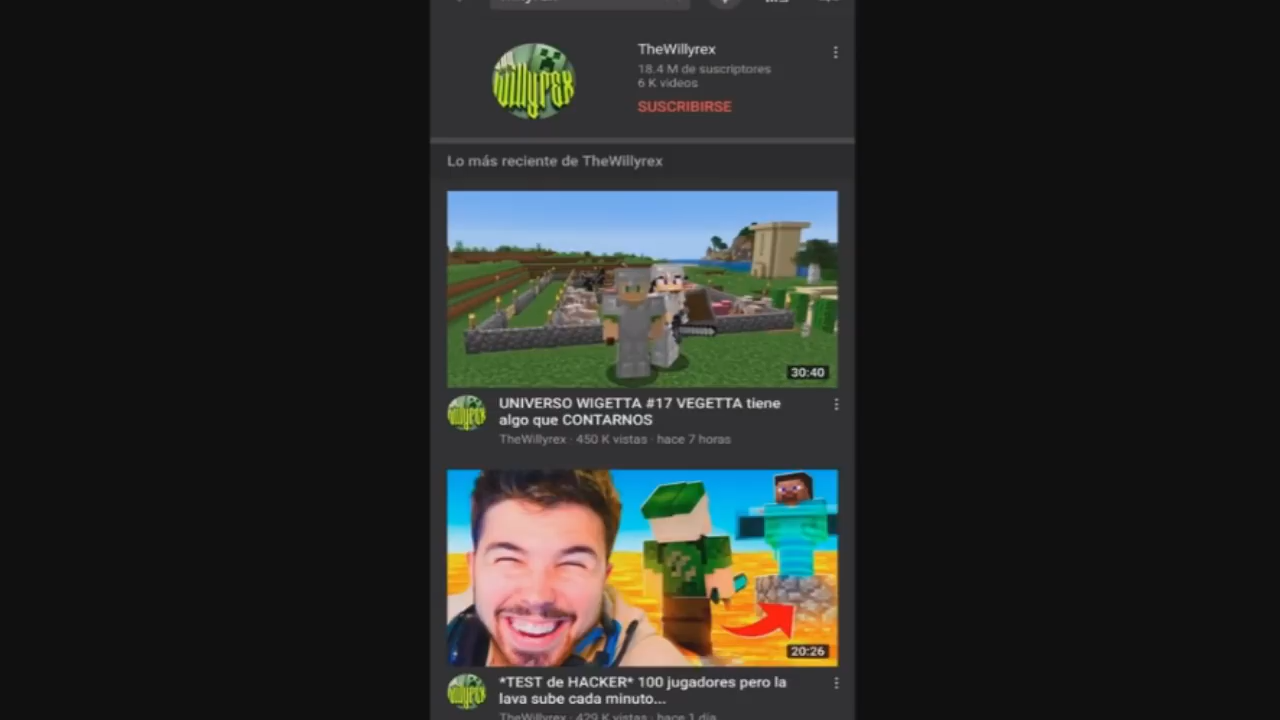 willyrex
TheWillyrex
18.4 M de suscriptores
6 K videos
SUSCRIBIRSE
Lo más reciente de TheWillyrex
30:40
UNIVERSO WIGETTA #17 VEGETTA tiene
algo que CONTARNOS
TheWillyrex · 450 K vistas · hace 7 horas
20:26
*TEST de HACKER* 100 jugadores pero la
lava sube cada minuto...
TheWillyrex · 429 K vistas · hace 1 día